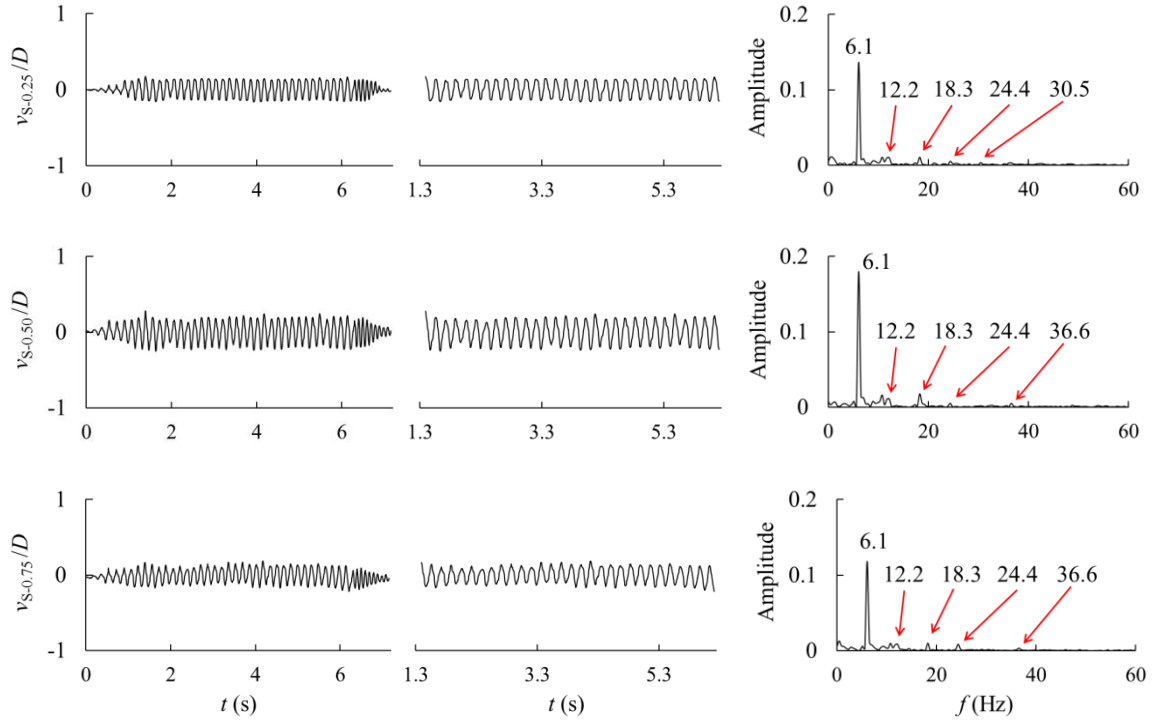 1
0
-1
v_S-0.25/D
0 2 4 6
1.3 3.3 5.3
0.2
0.1
0
Amplitude
6.1
12.2 18.3 24.4 30.5
0 20 40 60
1
0
-1
v_S-0.50/D
0 2 4 6
1.3 3.3 5.3
0.2
0.1
0
Amplitude
6.1
12.2 18.3 24.4 36.6
0 20 40 60
1
0
-1
v_S-0.75/D
0 2 4 6
t (s)
1.3 3.3 5.3
t (s)
0.2
0.1
0
Amplitude
6.1
12.2 18.3 24.4 36.6
0 20 40 60
f (Hz)